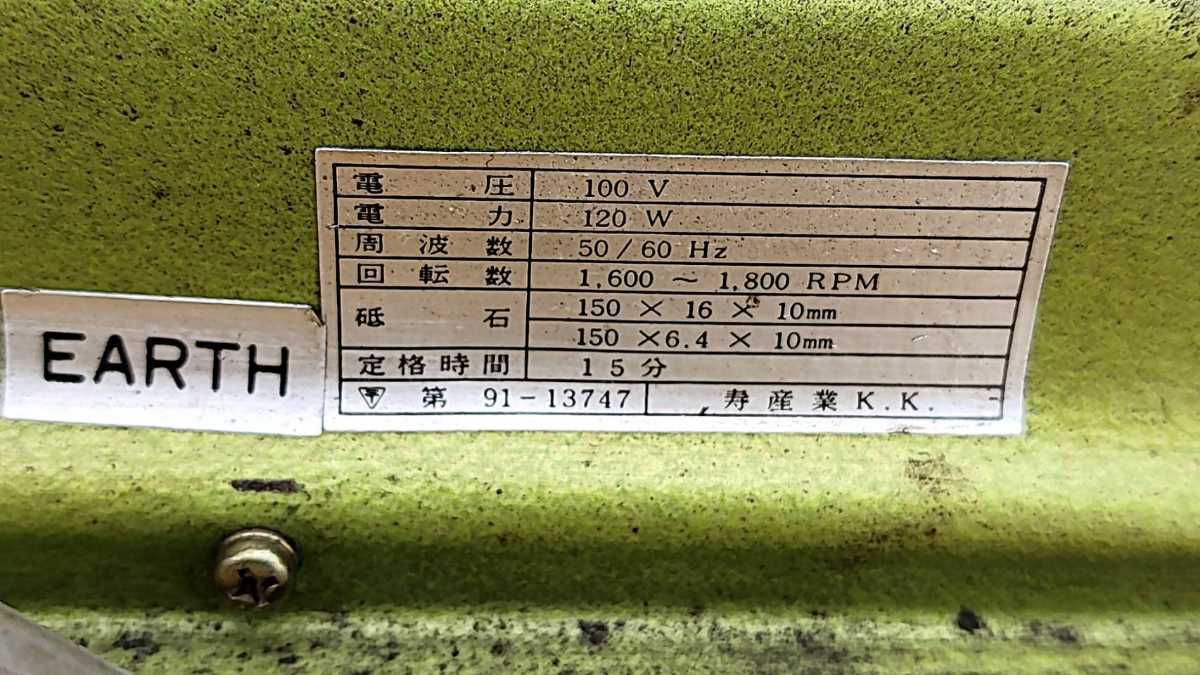 電圧 100 V
電力 120 W
周波数 50/60 Hz
回転数 1,600 ～ 1,800 RPM
砥石 150 × 16 × 10mm
150 ×6.4 × 10mm
定格時間 15分
〒 第 91-13747 寿産業K.K.
EARTH